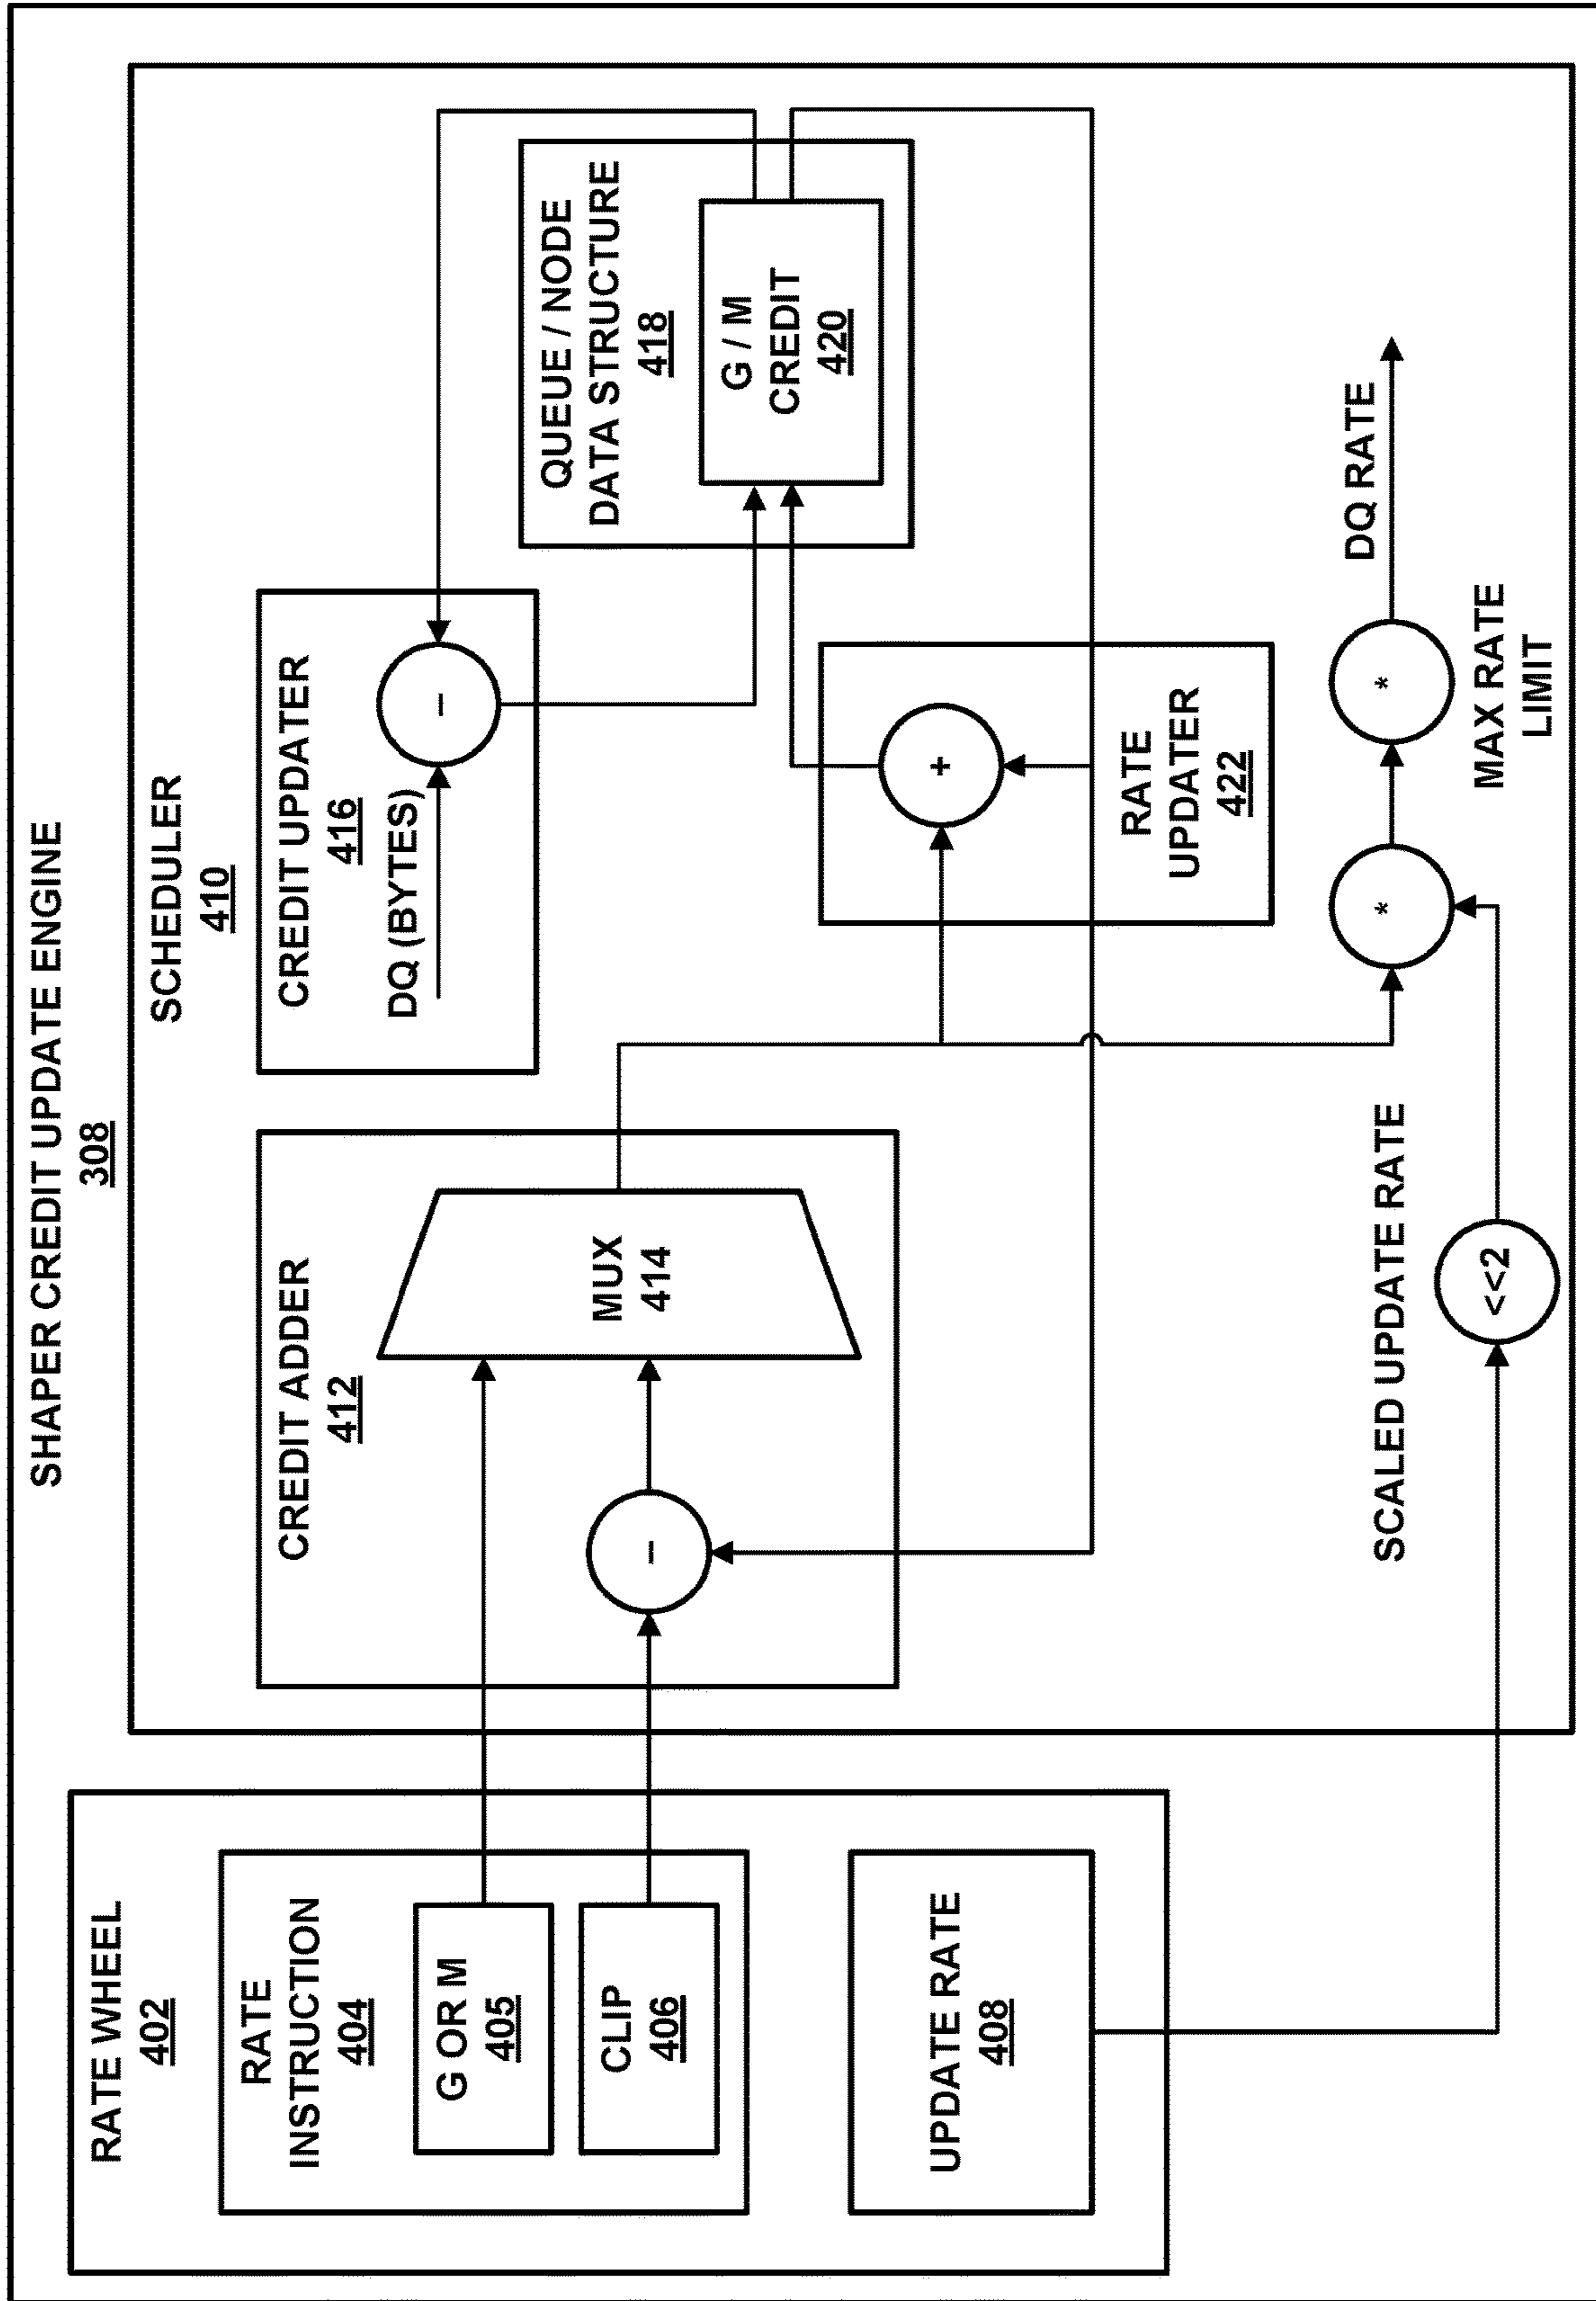 SHAPER CREDIT UPDATE ENGINE
308
RATE WHEEL
402
RATE
INSTRUCTION
404
G OR M
405
CLIP
406
UPDATE RATE
408
SCHEDULER
410
CREDIT ADDER
412
MUX
414
−
CREDIT UPDATER
416
DQ (BYTES)
−
QUEUE / NODE
DATA STRUCTURE
418
G / M
CREDIT
420
+
RATE
UPDATER
422
SCALED UPDATE RATE
<<2
*
*
MAX RATE
LIMIT
DQ RATE